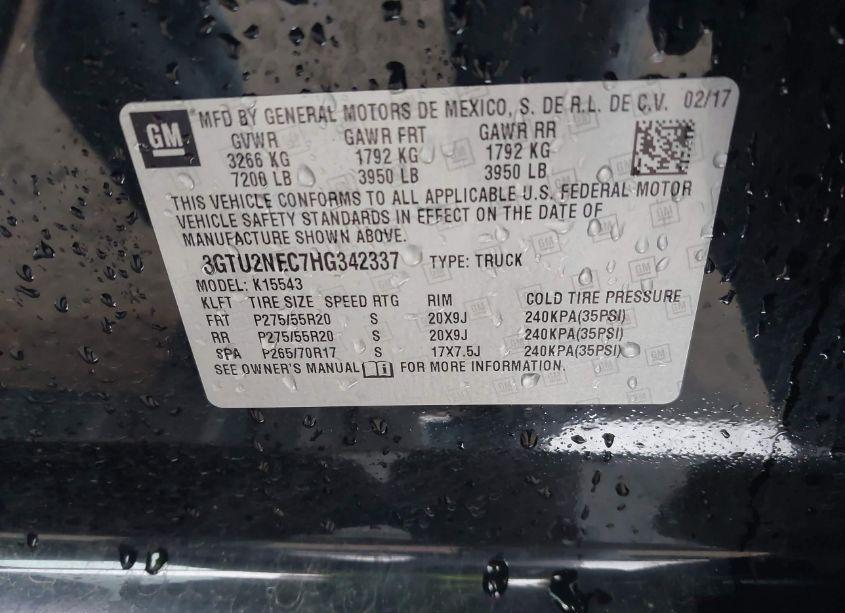 GM MFD BY GENERAL MOTORS DE MEXICO, S. DE R.L. DE C.V. 02/17
GVWR GAWR FRT GAWR RR
3266 KG 1792 KG 1792 KG
7200 LB 3950 LB 3950 LB
THIS VEHICLE CONFORMS TO ALL APPLICABLE U.S. FEDERAL MOTOR
VEHICLE SAFETY STANDARDS IN EFFECT ON THE DATE OF
MANUFACTURE SHOWN ABOVE.
3GTU2NEC7HG342337 TYPE: TRUCK
MODEL: K15543
KLFT TIRE SIZE SPEED RTG RIM COLD TIRE PRESSURE
FRT P275/55R20 S 20X9J 240KPA(35PSI)
RR P275/55R20 S 20X9J 240KPA(35PSI)
SPA P265/70R17 S 17X7.5J 240KPA(35PSI)
SEE OWNER'S MANUAL FOR MORE INFORMATION.